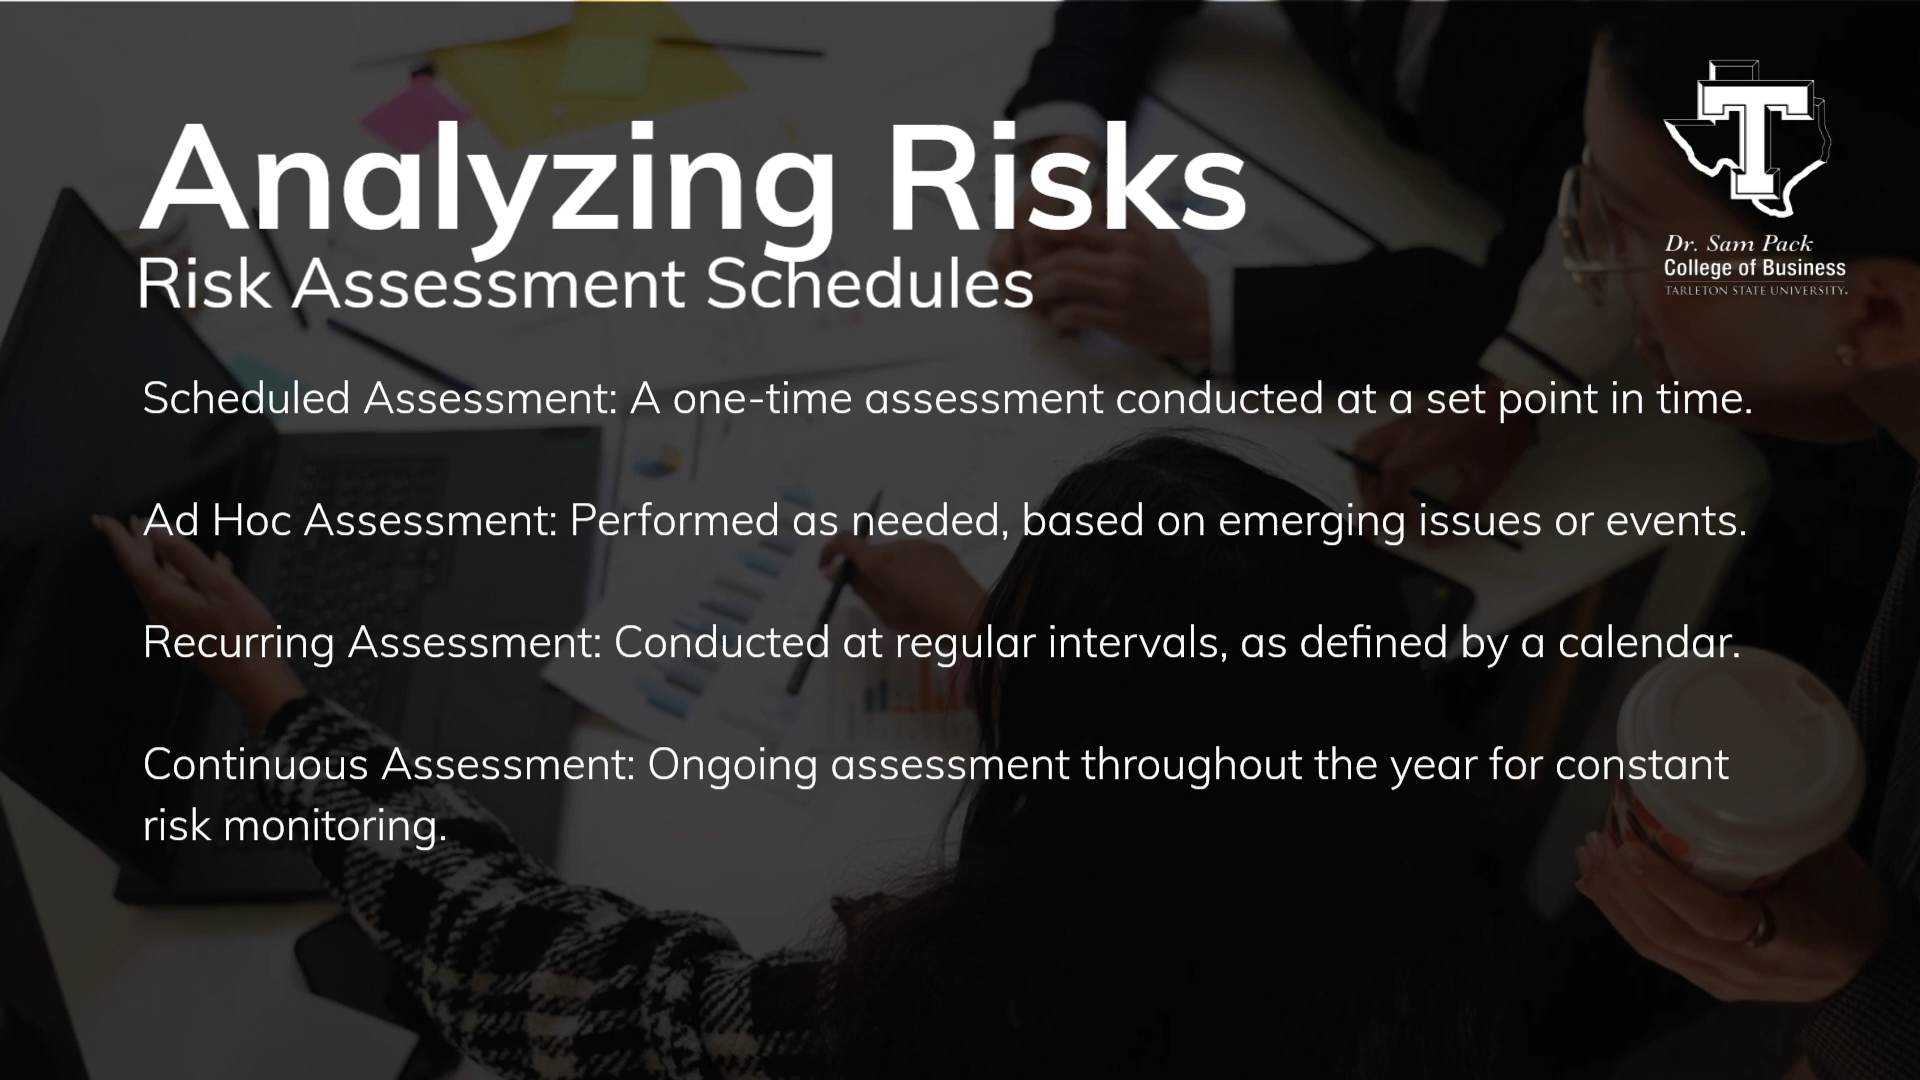 Analyzing Risks
Risk Assessment Schedules
T
Dr. Sam Pack
College of Business
TARLETON STATE UNIVERSITY.
Scheduled Assessment: A one-time assessment conducted at a set point in time.
Ad Hoc Assessment: Performed as needed, based on emerging issues or events.
Recurring Assessment: Conducted at regular intervals, as defined by a calendar.
Continuous Assessment: Ongoing assessment throughout the year for constant
risk monitoring.